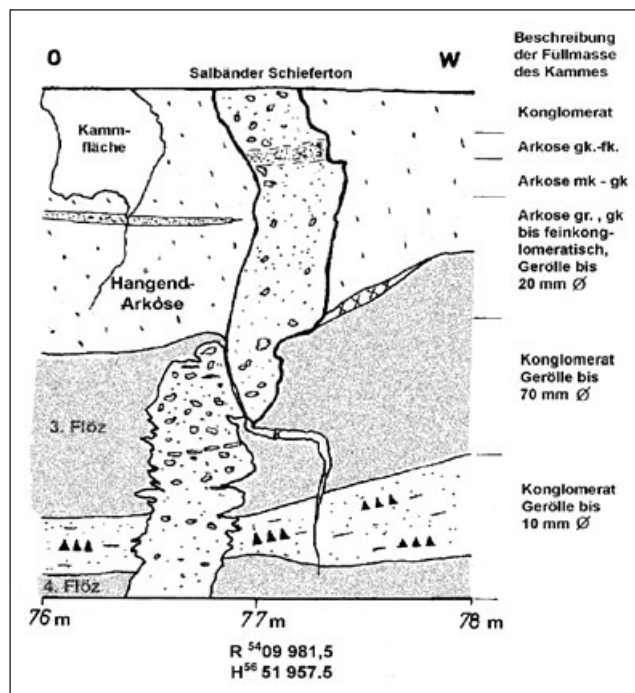 O
W
Salbänder Schieferton
Beschreibung
der Füllmasse
des Kammes
Kamm-
fläche
Konglomerat
Arkose gk.-fk.
Arkose mk - gk
Arkose gr. , gk
bis feinkong-
lomeratisch,
Gerölle bis
20 mm Ø
Hangend-
Arkose
Konglomerat
Gerölle bis
70 mm Ø
3. Flöz
Konglomerat
Gerölle bis
10 mm Ø
4. Flöz
76 m
77 m
78 m
R 5409 981,5
H56 51 957.5